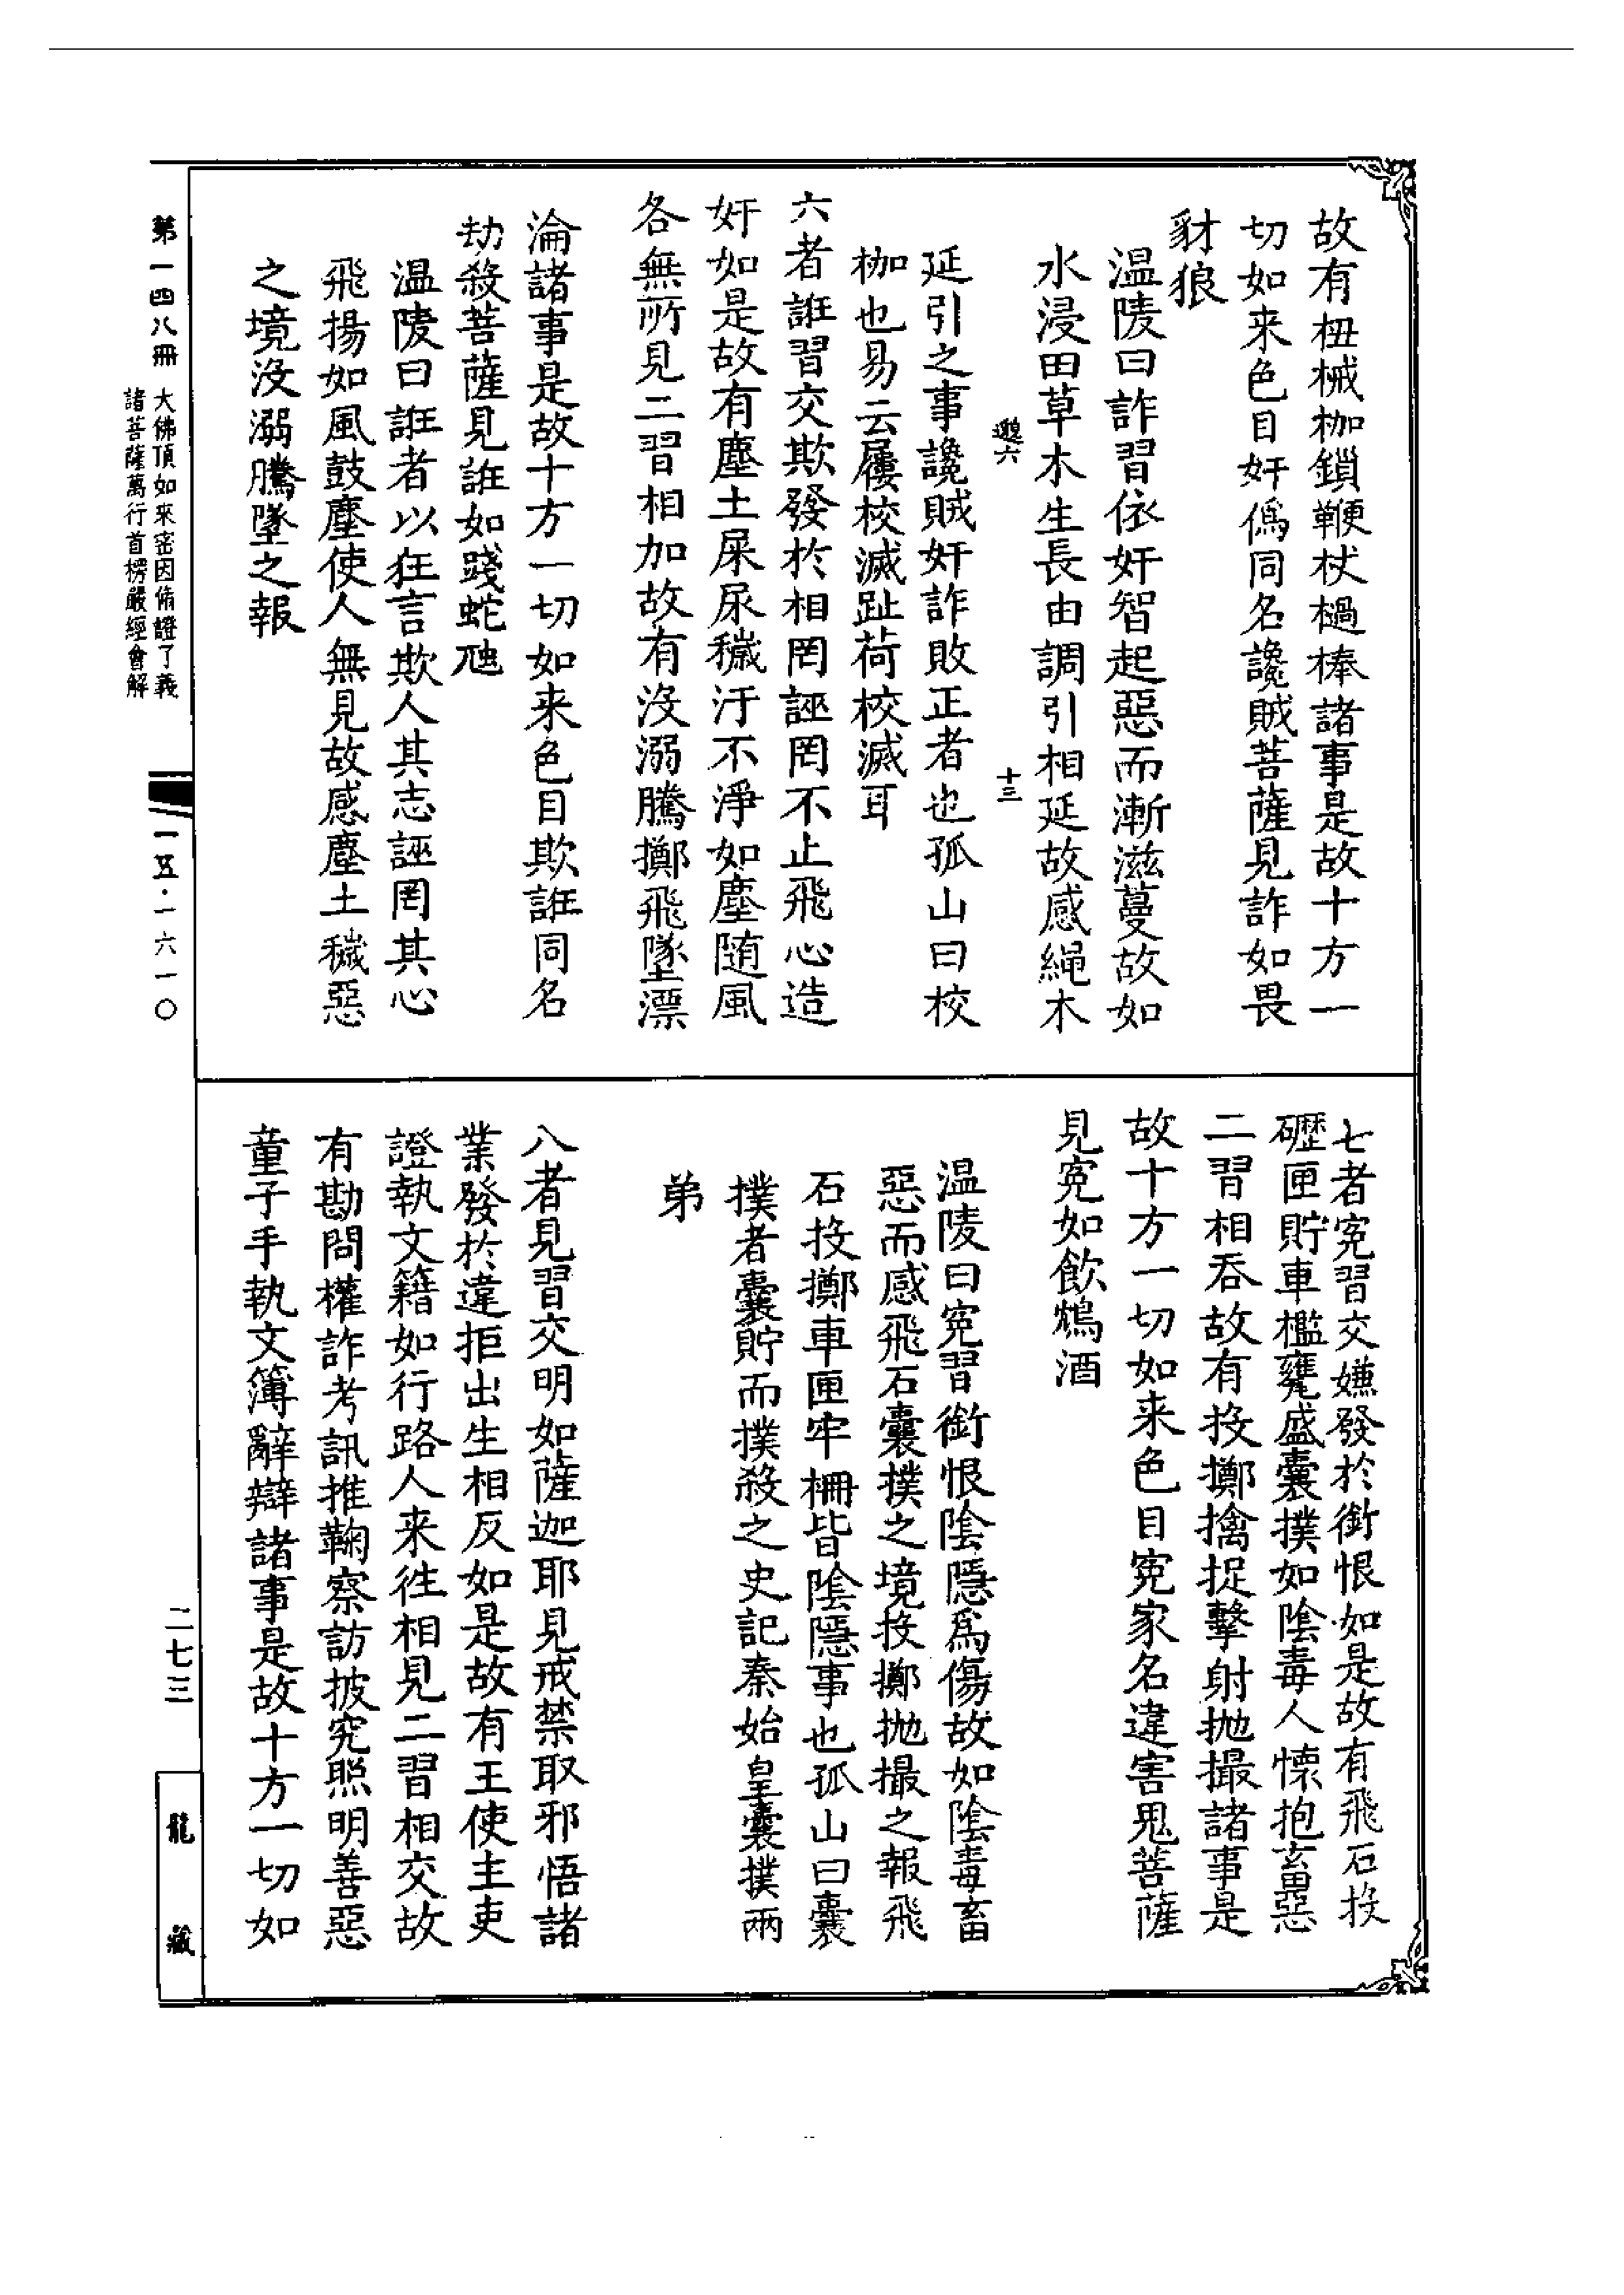 故有杻械枷鎖鞭杖檛棒諸事是故十方一
切如来色目奸僞同名讒賊菩薩見詐如畏
豺狼
温陵曰詐習依奸智起惡而漸滋蔓故如
水浸田草木生長由調引相延故感繩木
十三
延引之事讒賊奸詐敗正者也孤山曰校
枷也易云屨校滅趾荷校滅耳
六者誑習交欺發於相罔誣罔不止飛心造
奸如是故有塵土屎尿穢汙不淨如塵随風
各無所見二習相加故有沒溺騰擲飛墜漂
淪諸事是故十方一切如来色目欺誑同名
劫殺菩薩見誑如踐蛇虺
温陵曰誑者以狂言欺人其志誣罔其心
飛揚如風鼓塵使人無見故感塵土穢惡
之境沒溺騰墜之報
七者寃習交嫌發於銜恨如是故有飛石投
礰匣貯車檻甕盛囊撲如陰毒人懷抱畜惡
二習相吞故有投擲擒捉擊射抛撮諸事是
故十方一切如来色目寃家名違害鬼菩薩
見寃如飲鴆酒
温陵曰寃習銜恨陰隱爲傷故如陰毒畜
惡而感飛石囊撲之境投擲抛撮之報飛
石投擲車匣牢柵皆陰隱事也孤山曰囊
撲者囊貯而撲殺之史記秦始皇囊撲兩
弟
八者見習交明如薩迦耶見戒禁取邪悟諸
業發於違拒出生相反如是故有王使主吏
證執文籍如行路人来往相見二習相交故
有勘問權詐考訊推鞠察訪披究照明善惡
童子手執文簿辭辯諸事是故十方一切如
第一四八冊
大佛頂如來密因脩證了義
諸菩薩萬行首楞嚴經會解
一五·一六一〇
二七三
龍藏